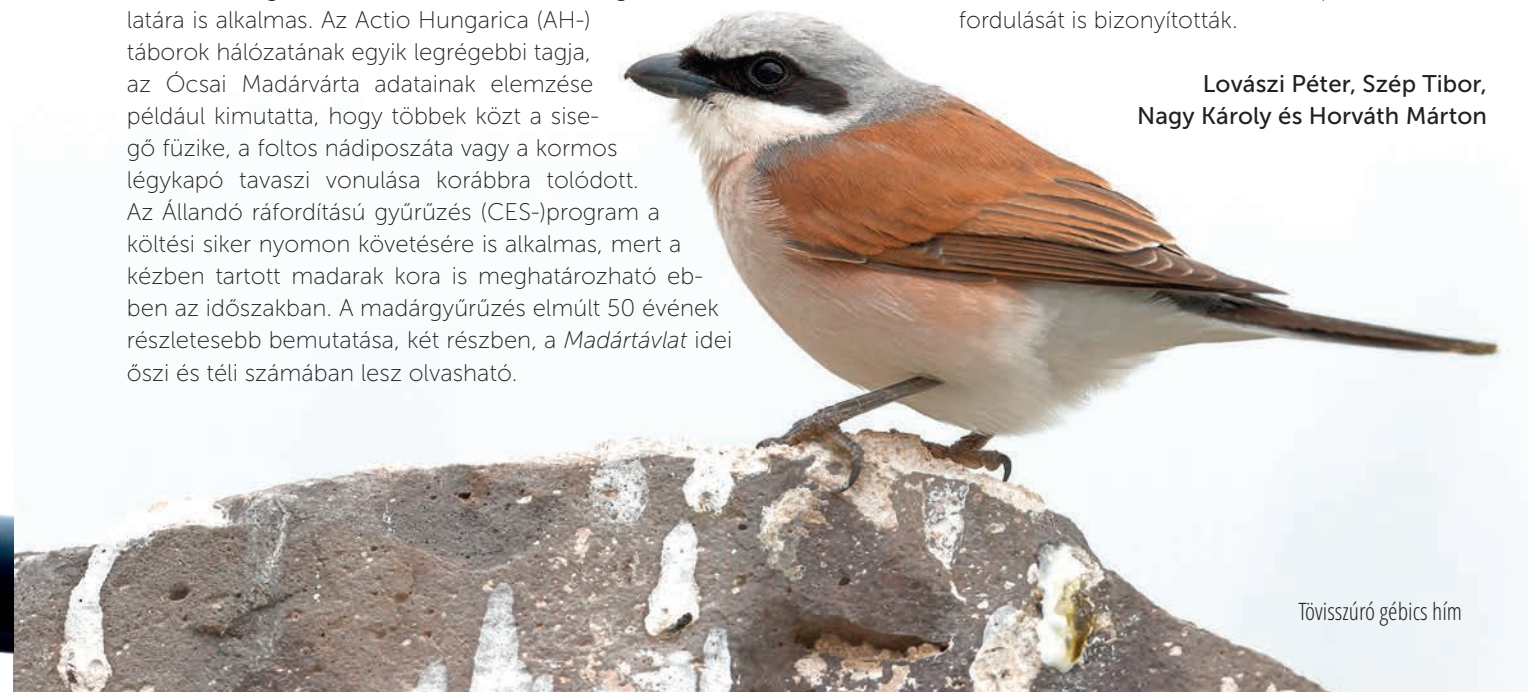 latára is alkalmas. Az Actio Hungarica (AH-)
táborok hálózatának egyik legrégebbi tagja,
az Ócsai Madárvárta adatainak elemzése
például kimutatta, hogy többek közt a sise-
gő füzike, a foltos nádiposzáta vagy a kormos
légykapó tavaszi vonulása korábbra tolódott.
Az Állandó ráfordítású gyűrűzés (CES-)program a
költési siker nyomon követésére is alkalmas, mert a
kézben tartott madarak kora is meghatározható eb-
ben az időszakban. A madárgyűrűzés elmúlt 50 évének
részletesebb bemutatása, két részben, a Madártávlat idei
őszi és téli számában lesz olvasható.
fordulását is bizonyították.
Lovászi Péter, Szép Tibor,
Nagy Károly és Horváth Márton
Tövisszúró gébics hím